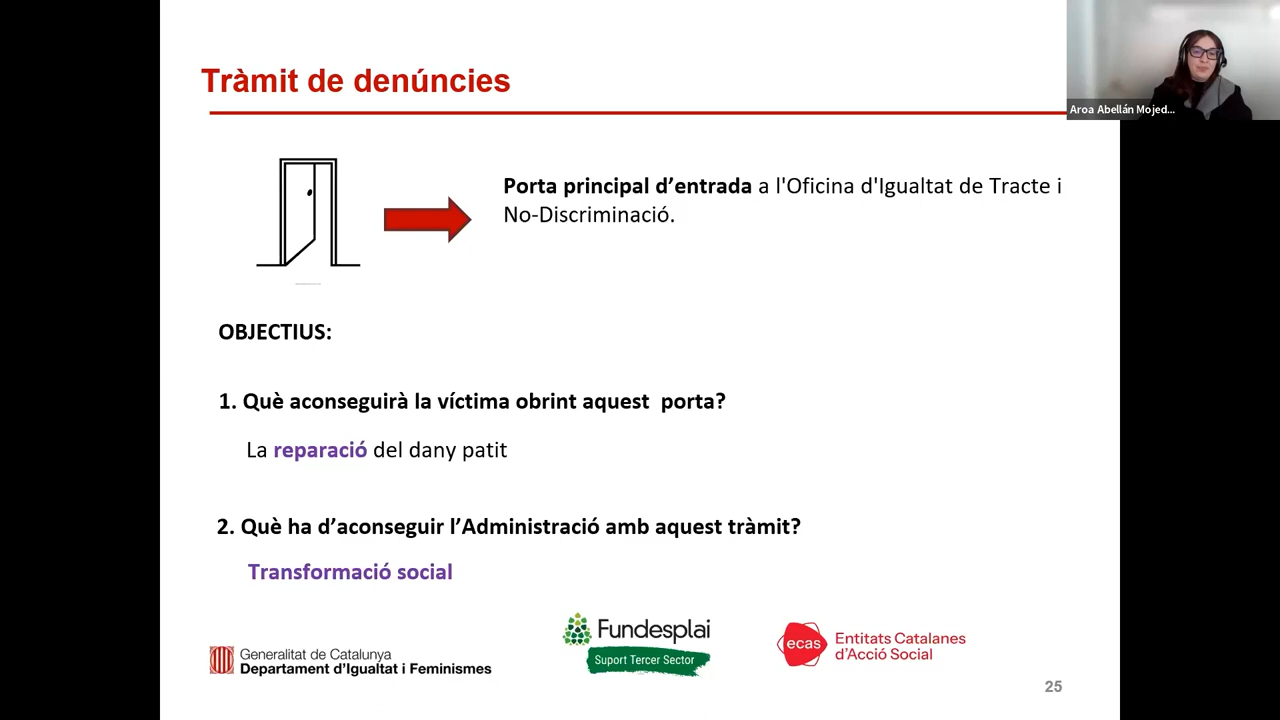 Tràmit de denúncies
Aroa Abellán Mojed...
Porta principal d’entrada a l'Oficina d'Igualtat de Tracte i
No-Discriminació.
OBJECTIUS:
1. Què aconseguirà la víctima obrint aquest  porta?
La reparació del dany patit
2. Què ha d’aconseguir l’Administració amb aquest tràmit?
Transformació social
Generalitat de Catalunya
Departament d’Igualtat i Feminismes
Fundesplai
Suport Tercer Sector
ecas
Entitats Catalanes
d’Acció Social
25